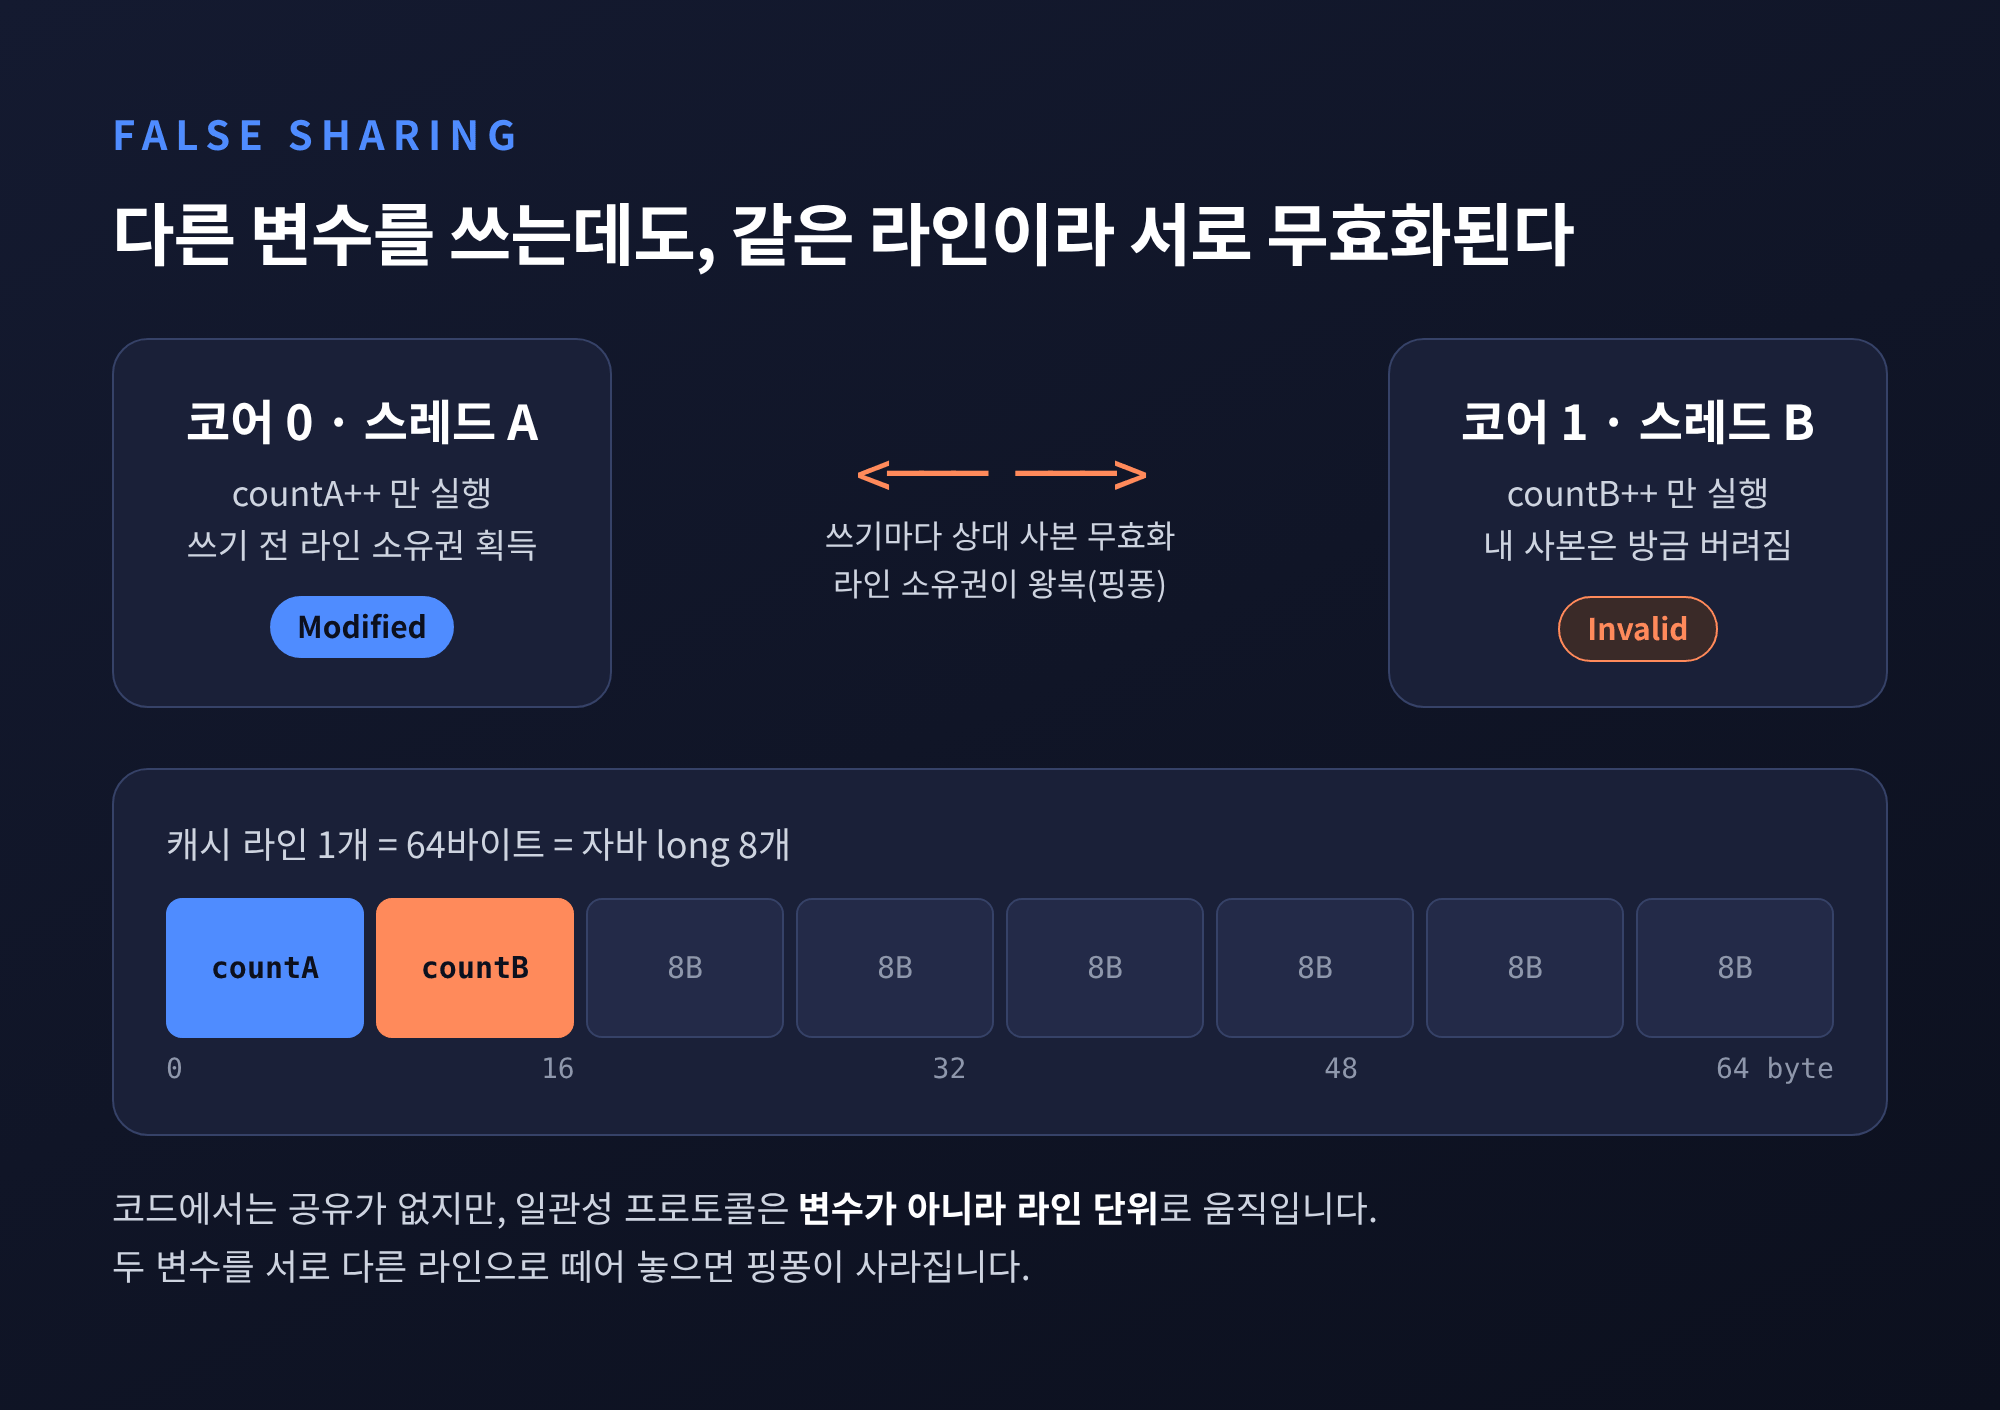 FALSE SHARING
다른 변수를 쓰는데도, 같은 라인이라 서로 무효화된다
코어 0 · 스레드 A
countA++ 만 실행
쓰기 전 라인 소유권 획득
Modified
<─── ───>
쓰기마다 상대 사본 무효화
라인 소유권이 왕복(핑퐁)
코어 1 · 스레드 B
countB++ 만 실행
내 사본은 방금 버려짐
Invalid
캐시 라인 1개 = 64바이트 = 자바 long 8개
countA countB 8B 8B 8B 8B 8B 8B
0 16 32 48 64 byte
코드에서는 공유가 없지만, 일관성 프로토콜은 변수가 아니라 라인 단위로 움직입니다.
두 변수를 서로 다른 라인으로 떼어 놓으면 핑퐁이 사라집니다.